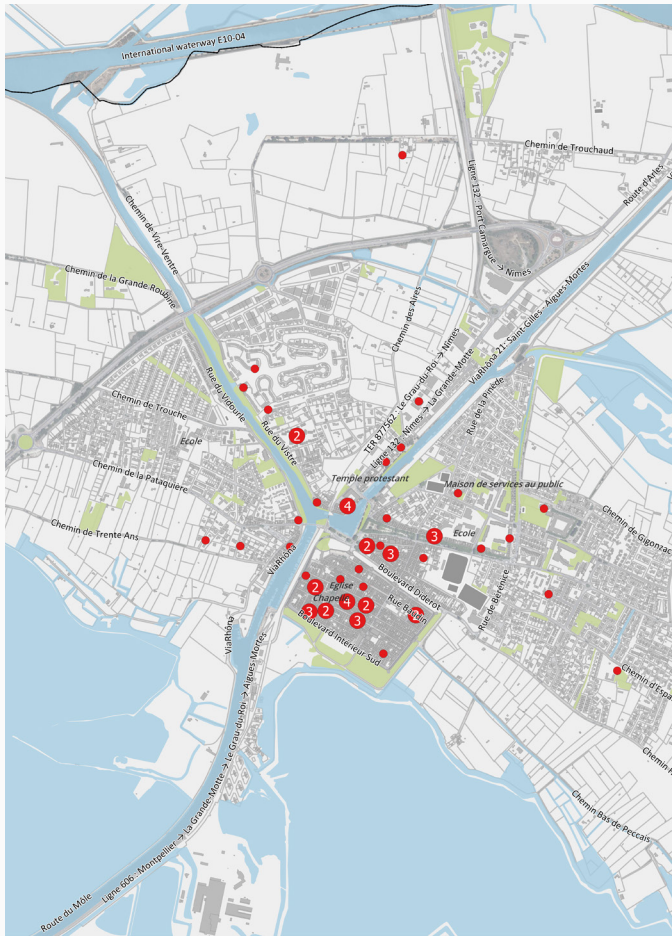 International waterway E10-04
Chemin de Trouchaud
Route d'Arles
Ligne 132 - Port Camargue → Nîmes
Chemin de Vire-Ventre
Chemin de la Grande Roubine
Chemin des Aires
ViaRhôna 21: Saint-Gilles - Aigues-Mortes
TER 877562 - Le Grau-du-Roi → Nîmes
Ligne 132 - Nîmes → La Grande-Motte
Rue du Vidourle
Rue de la Pinède
Chemin de Trouche
Rue du Vistre
2
Ecole
Chemin de la Pataquière
Temple protestant
Maison de services au public
4
Chemin de Trente Ans
Chemin de Gigonzac
Ecole
3
2
3
ViaRhôna
Boulevard Diderot
Rue de Bérénice
Eglise
2
Chapelle
4
2
Rue Baudin
3
2
3
Boulevard Intérieur Sud
ViaRhôna
Ligne 606 - Montpellier → La Grande-Motte → Le Grau-du-Roi → Aigues-Mortes
Chemin d'Espa
Chemin Bas de Peccais
Route du Môle